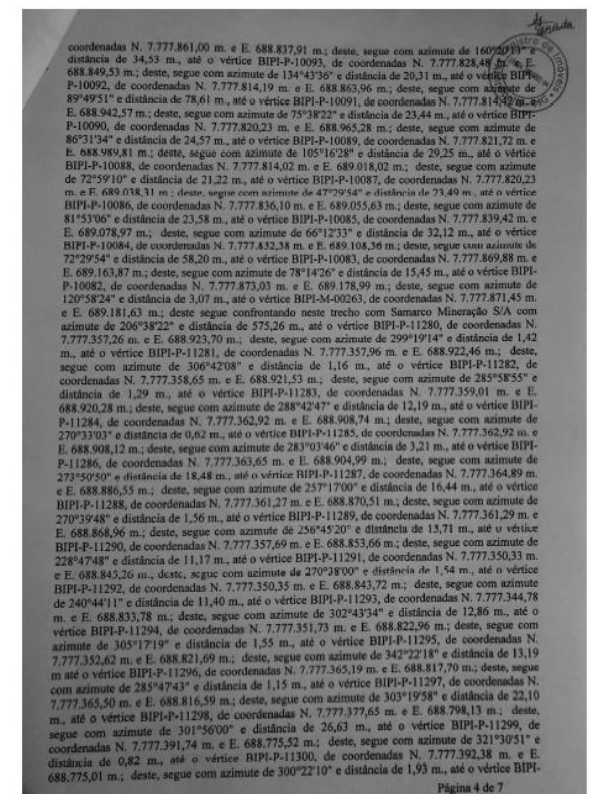 coordenadas N. 7.777.861,00 m. e E. 688.837,91 m.; deste, segue com azimute de 160°20'13" e
distância de 34,53 m., até o vértice BIPI-P-10093, de coordenadas N. 7.777.828,48 m. e E.
688.849,53 m.; deste, segue com azimute de 134°43'36" e distância de 20,31 m., até o vértice BIPI-
P-10092, de coordenadas N. 7.777.814,19 m. e E. 688.863,96 m.; deste, segue com azimute de
89°49'51" e distância de 78,61 m., até o vértice BIPI-P-10091, de coordenadas N. 7.777.814,42 m. e
E. 688.942,57 m.; deste, segue com azimute de 75°38'22" e distância de 23,44 m., até o vértice BIPI-
P-10090, de coordenadas N. 7.777.820,23 m. e E. 688.965,28 m.; deste, segue com azimute de
86°31'34" e distância de 24,57 m., até o vértice BIPI-P-10089, de coordenadas N. 7.777.821,72 m.
e E. 688.989,81 m.; deste, segue com azimute de 105°16'28" e distância de 29,25 m., até o vértice
BIPI-P-10088, de coordenadas N. 7.777.814,02 m. e E. 689.018,02 m.; deste, segue com azimute
de 72°59'10" e distância de 21,22 m., até o vértice BIPI-P-10087, de coordenadas N. 7.777.820,23
m. e E. 689.038,31 m.; deste, segue com azimute de 47°29'54" e distância de 23,49 m., até o vértice
BIPI-P-10086, de coordenadas N. 7.777.836,10 m. e E. 689.055,63 m.; deste, segue com azimute de
81°53'06" e distância de 23,58 m., até o vértice BIPI-P-10085, de coordenadas N. 7.777.839,42 m. e
E. 689.078,97 m.; deste, segue com azimute de 66°12'33" e distância de 32,12 m., até o vértice
BIPI-P-10084, de coordenadas N. 7.777.852,38 m. e E. 689.108,36 m.; deste, segue com azimute de
72°29'54" e distância de 58,20 m., até o vértice BIPI-P-10083, de coordenadas N. 7.777.869,88 m. e
E. 689.163,87 m.; deste, segue com azimute de 78°14'26" e distância de 15,45 m., até o vértice BIPI-
P-10082, de coordenadas N. 7.777.873,03 m. e E. 689.178,99 m.; deste, segue com azimute de
120°58'24" e distância de 3,07 m., até o vértice BIPI-M-00263, de coordenadas N. 7.777.871,45 m.
e E. 689.181,63 m.; deste segue confrontando neste trecho com Samarco Mineração S/A com
azimute de 206°38'22" e distância de 575,26 m., até o vértice BIPI-P-11280, de coordenadas N.
7.777.357,26 m. e E. 688.923,70 m.; deste, segue com azimute de 299°19'14" e distância de 1,42
m., até o vértice BIPI-P-11281, de coordenadas N. 7.777.357,96 m. e E. 688.922,46 m.; deste,
segue com azimute de 306°42'08" e distância de 1,16 m., até o vértice BIPI-P-11282, de
coordenadas N. 7.777.358,65 m. e E. 688.921,53 m.; deste, segue com azimute de 285°58'55" e
distância de 1,29 m., até o vértice BIPI-P-11283, de coordenadas N. 7.777.359,01 m. e E.
688.920,28 m.; deste, segue com azimute de 288°42'47" e distância de 12,19 m., até o vértice BIPI-
P-11284, de coordenadas N. 7.777.362,92 m. e E. 688.908,74 m.; deste, segue com azimute de
270°33'03" e distância de 0,62 m., até o vértice BIPI-P-11285, de coordenadas N. 7.777.362,92 m. e
E. 688.908,12 m.; deste, segue com azimute de 283°03'46" e distância de 3,21 m., até o vértice BIPI-
P-11286, de coordenadas N. 7.777.363,65 m. e E. 688.904,99 m.; deste, segue com azimute de
273°50'50" e distância de 18,48 m., até o vértice BIPI-P-11287, de coordenadas N. 7.777.364,89 m.
e E. 688.886,55 m.; deste, segue com azimute de 257°17'00" e distância de 16,44 m., até o vértice
BIPI-P-11288, de coordenadas N. 7.777.361,27 m. e E. 688.870,51 m.; deste, segue com azimute de
270°39'48" e distância de 1,56 m., até o vértice BIPI-P-11289, de coordenadas N. 7.777.361,29 m. e
E. 688.868,96 m.; deste, segue com azimute de 256°45'20" e distância de 15,71 m., até o vértice
BIPI-P-11290, de coordenadas N. 7.777.357,69 m. e E. 688.853,66 m.; deste, segue com azimute de
228°47'48" e distância de 11,17 m., até o vértice BIPI-P-11291, de coordenadas N. 7.777.350,33 m.
e E. 688.845,26 m.; deste, segue com azimute de 270°38'00" e distância de 1,54 m., até o vértice
BIPI-P-11292, de coordenadas N. 7.777.350,35 m. e E. 688.843,72 m.; deste, segue com azimute
de 240°44'11" e distância de 11,40 m., até o vértice BIPI-P-11293, de coordenadas N. 7.777.344,78
m. e E. 688.833,78 m.; deste, segue com azimute de 302°43'34" e distância de 12,86 m., até o
vértice BIPI-P-11294, de coordenadas N. 7.777.351,73 m. e E. 688.822,96 m.; deste, segue com
azimute de 305°17'19" e distância de 1,55 m., até o vértice BIPI-P-11295, de coordenadas N.
7.777.352,62 m. e E. 688.821,69 m.; deste, segue com azimute de 342°22'18" e distância de 13,19
m até o vértice BIPI-P-11296, de coordenadas N. 7.777.365,19 m. e E. 688.817,70 m.; deste, segue
com azimute de 285°47'43" e distância de 1,15 m., até o vértice BIPI-P-11297, de coordenadas N.
7.777.365,50 m. e E. 688.816,59 m.; deste, segue com azimute de 303°19'58" e distância de 22,10
m., até o vértice BIPI-P-11298, de coordenadas N. 7.777.377,65 m. e E. 688.798,13 m.; deste,
segue com azimute de 301°56'00" e distância de 26,63 m., até o vértice BIPI-P-11299, de
coordenadas N. 7.777.391,74 m. e E. 688.775,52 m.; deste, segue com azimute de 321°30'51" e
distância de 0,82 m., até o vértice BIPI-P-11300, de coordenadas N. 7.777.392,38 m. e E.
688.775,01 m.; deste, segue com azimute de 300°22'10" e distância de 1,93 m., até o vértice BIPI-
Página 4 de 7